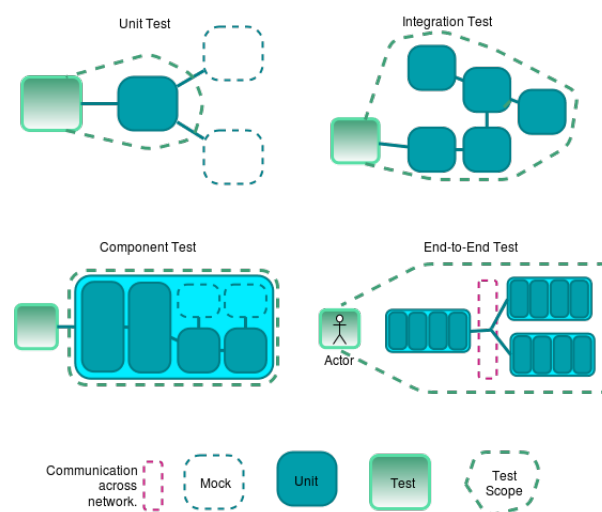 Unit Test
Integration Test
Component Test
End-to-End Test
Actor
Communication
across
network.
Mock
Unit
Test
Test
Scope